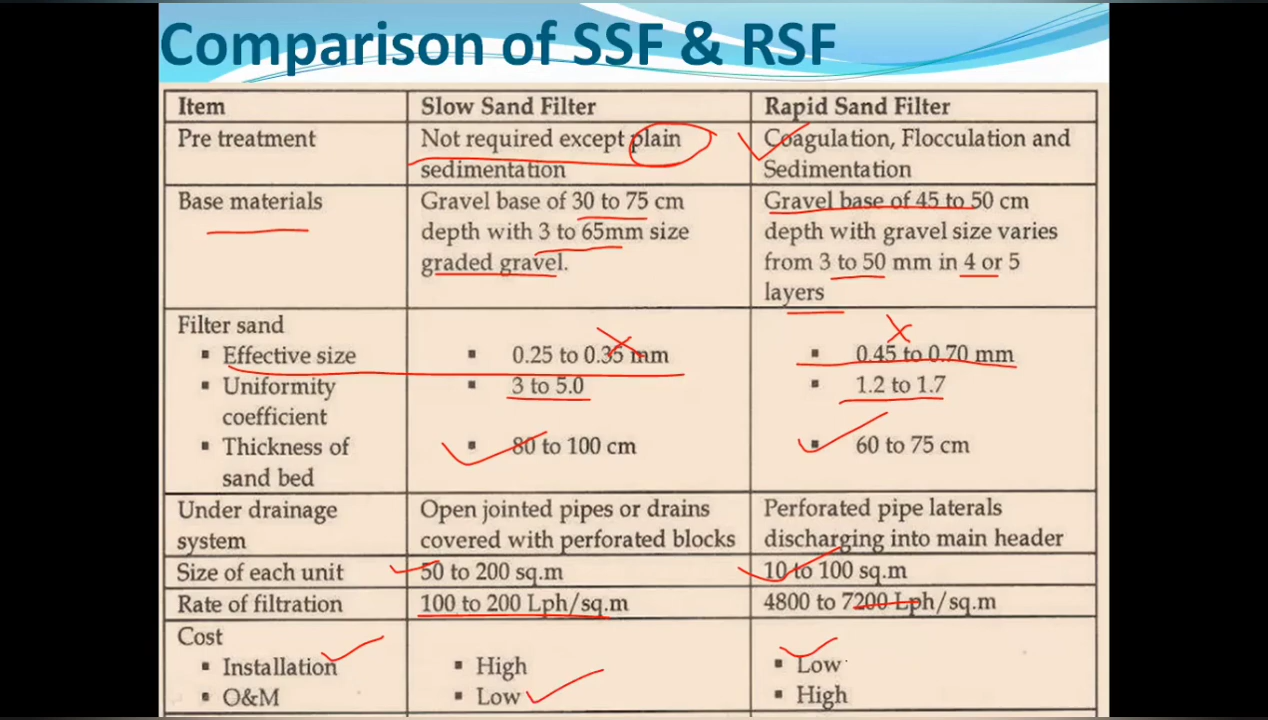 Comparison of SSF & RSF
Item
Slow Sand Filter
Rapid Sand Filter
Pre treatment
Not required except plain
sedimentation
Coagulation, Flocculation and
Sedimentation
Base materials
Gravel base of 30 to 75 cm
depth with 3 to 65mm size
graded gravel.
Gravel base of 45 to 50 cm
depth with gravel size varies
from 3 to 50 mm in 4 or 5
layers
Filter sand
▪ Effective size
▪ 0.25 to 0.35 mm
▪ 0.45 to 0.70 mm
▪ Uniformity
coefficient
▪ 3 to 5.0
▪ 1.2 to 1.7
▪ Thickness of
sand bed
▪ 80 to 100 cm
▪ 60 to 75 cm
Under drainage
system
Open jointed pipes or drains
covered with perforated blocks
Perforated pipe laterals
discharging into main header
Size of each unit
50 to 200 sq.m
10 to 100 sq.m
Rate of filtration
100 to 200 Lph/sq.m
4800 to 7200 Lph/sq.m
Cost
▪ Installation
▪ High
▪ Low
▪ O&M
▪ Low
▪ High